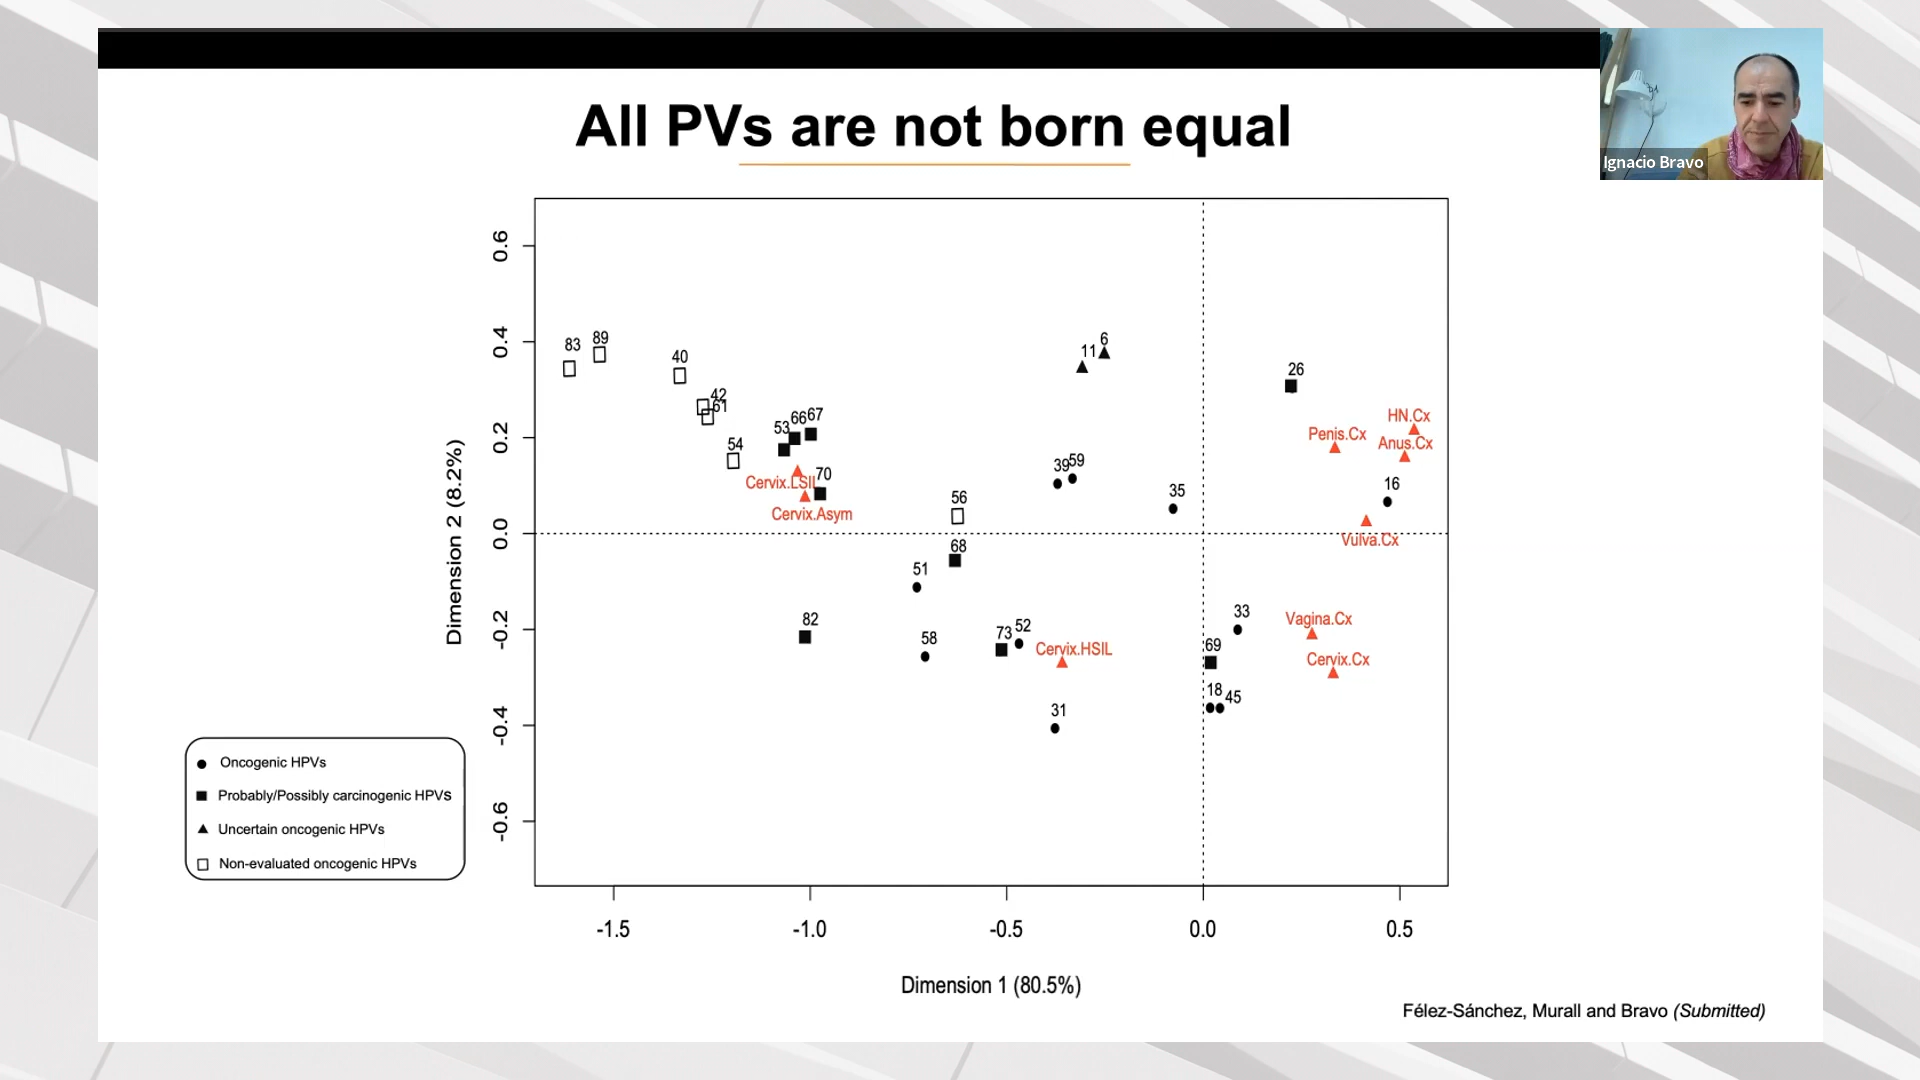 All PVs are not born equal
Ignacio Bravo
0.6
0.4
0.2
0.0
-0.2
-0.4
-0.6
Dimension 2 (8.2%)
83
89
40
42
61
54
53
66
67
70
Cervix.LSIL
Cervix.Asym
11
6
26
HN.Cx
Penis.Cx
Anus.Cx
39
59
35
16
56
Vulva.Cx
68
51
82
58
73
52
Cervix.HSIL
31
33
Vagina.Cx
69
Cervix.Cx
18
45
Oncogenic HPVs
Probably/Possibly carcinogenic HPVs
Uncertain oncogenic HPVs
Non-evaluated oncogenic HPVs
-1.5
-1.0
-0.5
0.0
0.5
Dimension 1 (80.5%)
Félez-Sánchez, Murall and Bravo (Submitted)